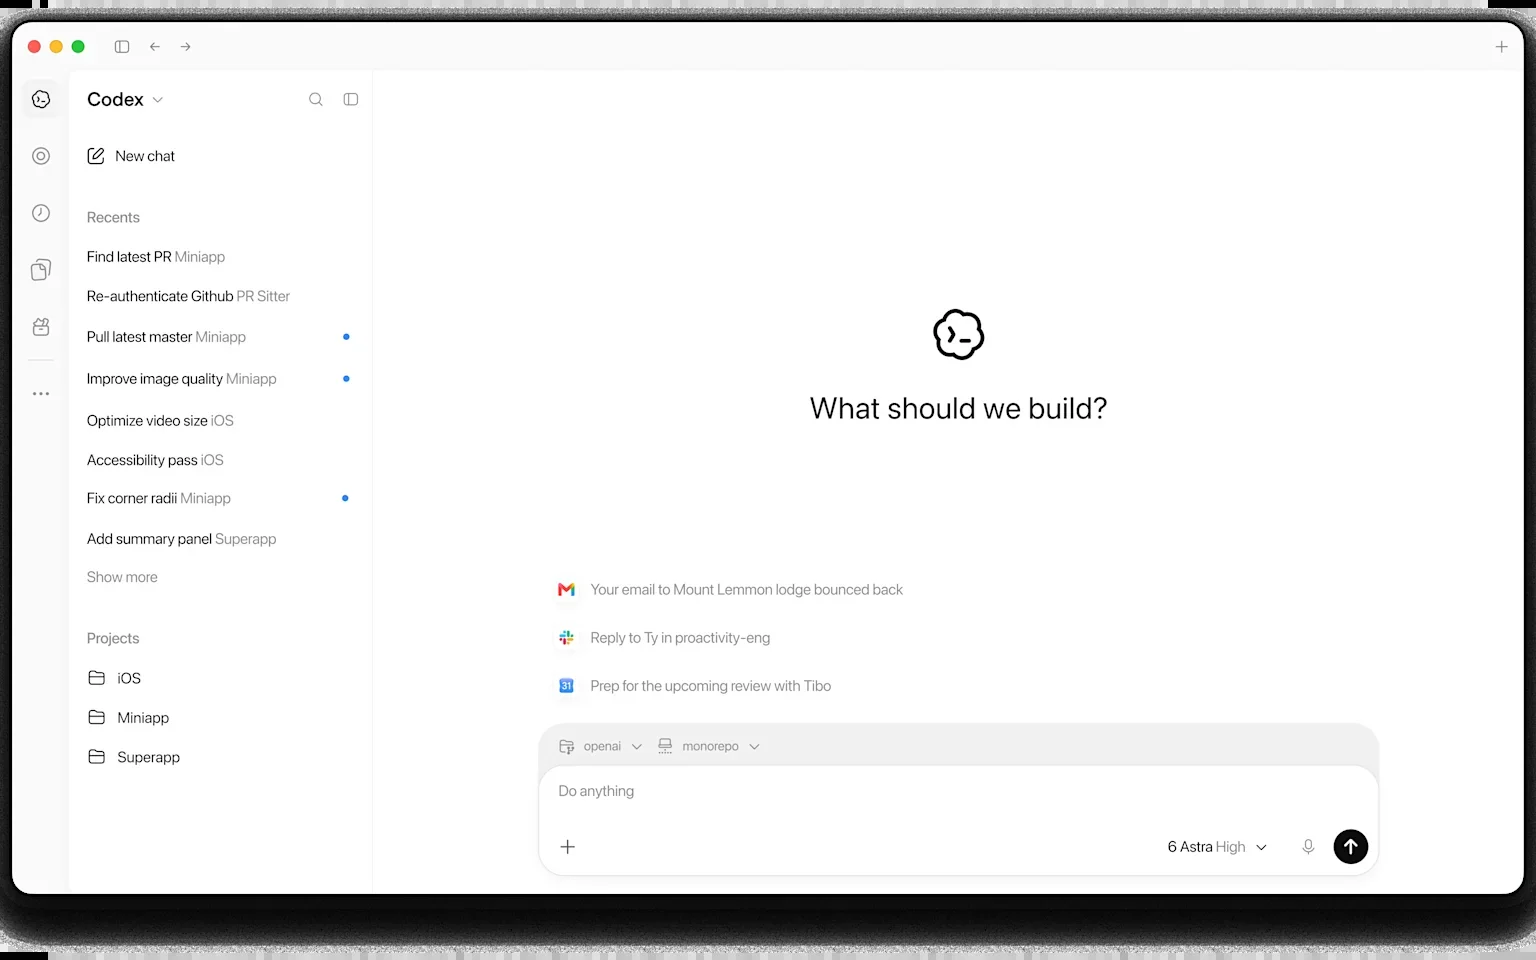 Codex
New chat
Recents
Find latest PR Miniapp
Re-authenticate Github PR Sitter
Pull latest master Miniapp
Improve image quality Miniapp
Optimize video size iOS
Accessibility pass iOS
Fix corner radii Miniapp
Add summary panel Superapp
Show more
Projects
iOS
Miniapp
Superapp
What should we build?
Your email to Mount Lemmon lodge bounced back
Reply to Ty in proactivity-eng
31
Prep for the upcoming review with Tibo
openai
monorepo
Do anything
6 Astra High